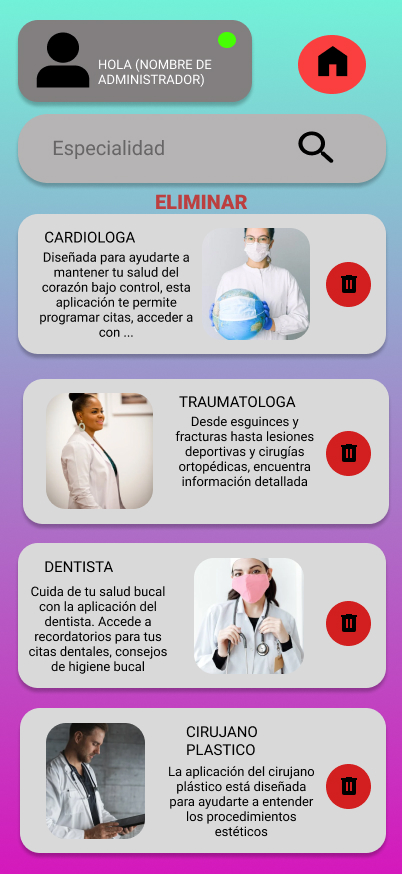 HOLA (NOMBRE DE
ADMINISTRADOR)
Especialidad
ELIMINAR
CARDIOLOGA
Diseñada para ayudarte a
mantener tu salud del
corazón bajo control, esta
aplicación te permite
programar citas, acceder a
con ...
TRAUMATOLOGA
Desde esguinces y
fracturas hasta lesiones
deportivas y cirugías
ortopédicas, encuentra
información detallada
DENTISTA
Cuida de tu salud bucal
con la aplicación del
dentista. Accede a
recordatorios para tus
citas dentales, consejos
de higiene bucal
CIRUJANO
PLASTICO
La aplicación del cirujano
plástico está diseñada
para ayudarte a entender
los procedimientos
estéticos